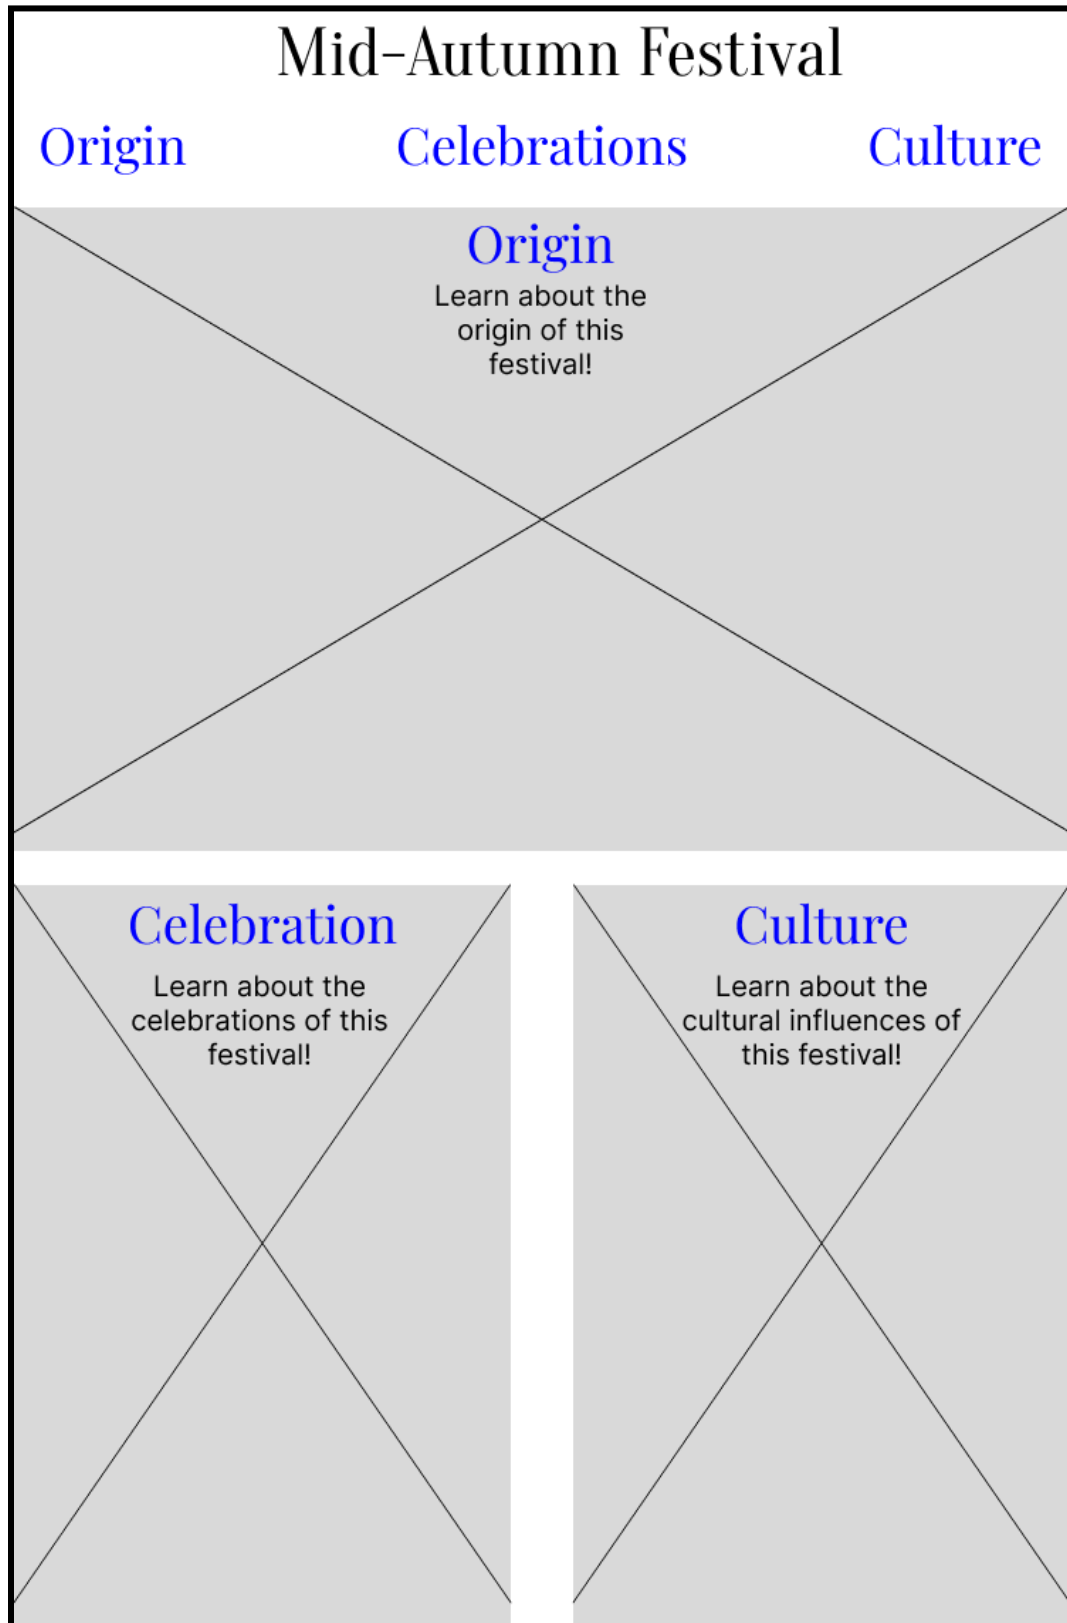 Mid-Autumn Festival
Origin Celebrations Culture
Origin
Learn about the
origin of this
festival!
Celebration
Learn about the
celebrations of this
festival!
Culture
Learn about the
cultural influences of
this festival!